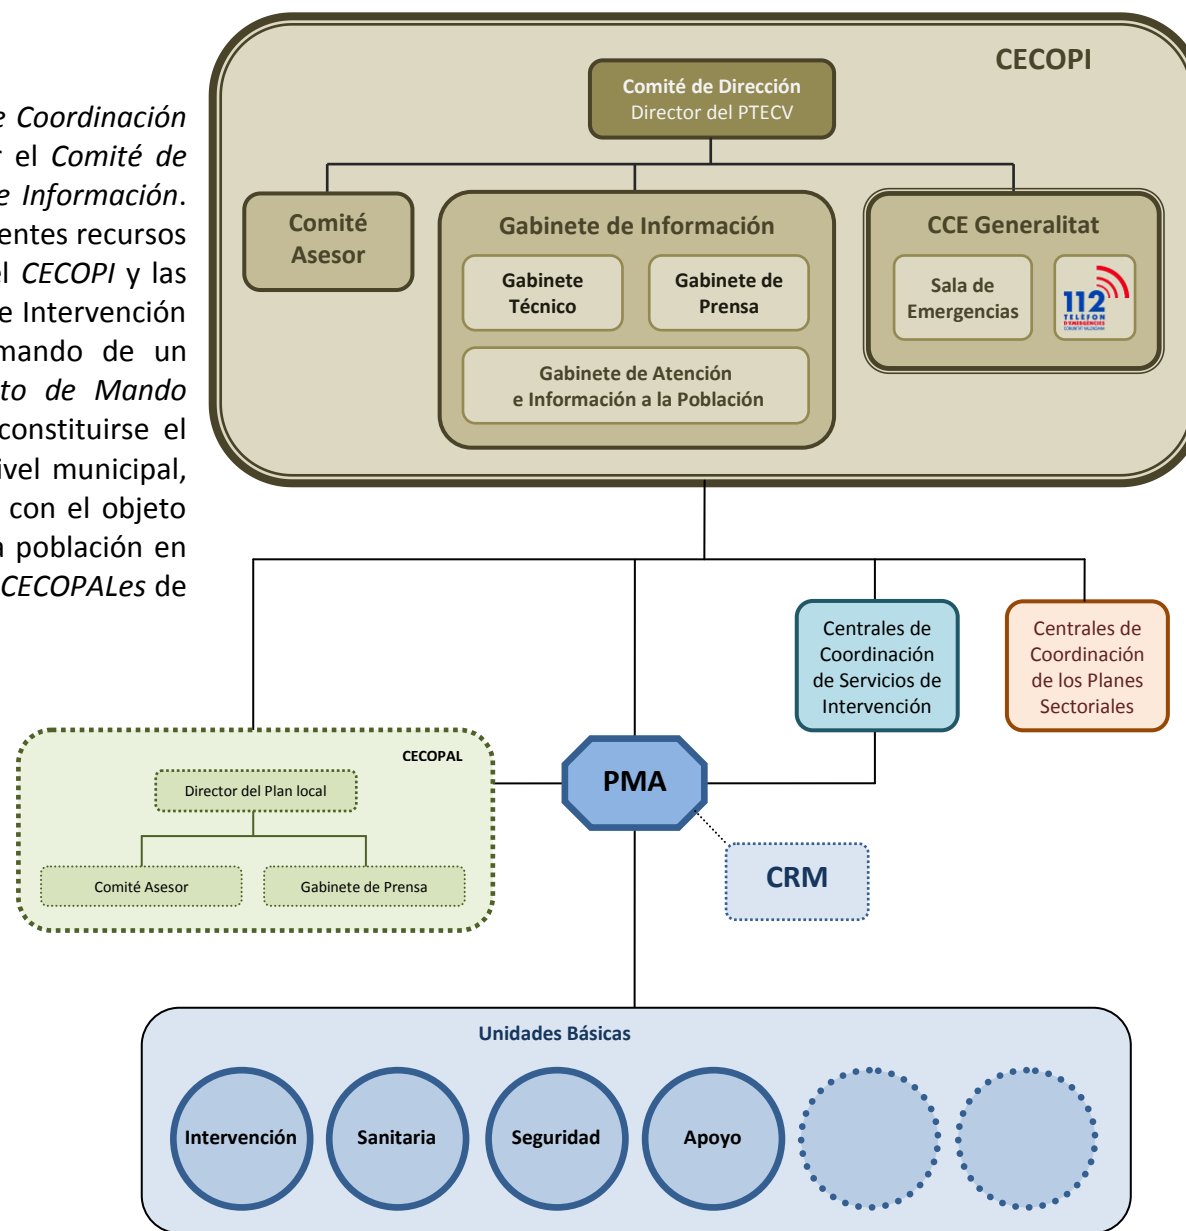 e Coordinación
r el Comité de
e Información.
entes recursos
el CECOPI y las
e Intervención
mando de un
to de Mando
constituirse el
ivel municipal,
con el objeto
a población en
CECOPALes de
CECOPI
Comité de Dirección
Director del PTECV
Comité
Asesor
Gabinete de Información
Gabinete
Técnico
Gabinete de
Prensa
Gabinete de Atención
e Información a la Población
CCE Generalitat
Sala de
Emergencias
112
TELEFON
D'EMERGÈNCIES
COMUNITAT VALENCIANA
Centrales de
Coordinación
de Servicios de
Intervención
Centrales de
Coordinación
de los Planes
Sectoriales
CECOPAL
Director del Plan local
Comité Asesor
Gabinete de Prensa
PMA
CRM
Unidades Básicas
Intervención
Sanitaria
Seguridad
Apoyo